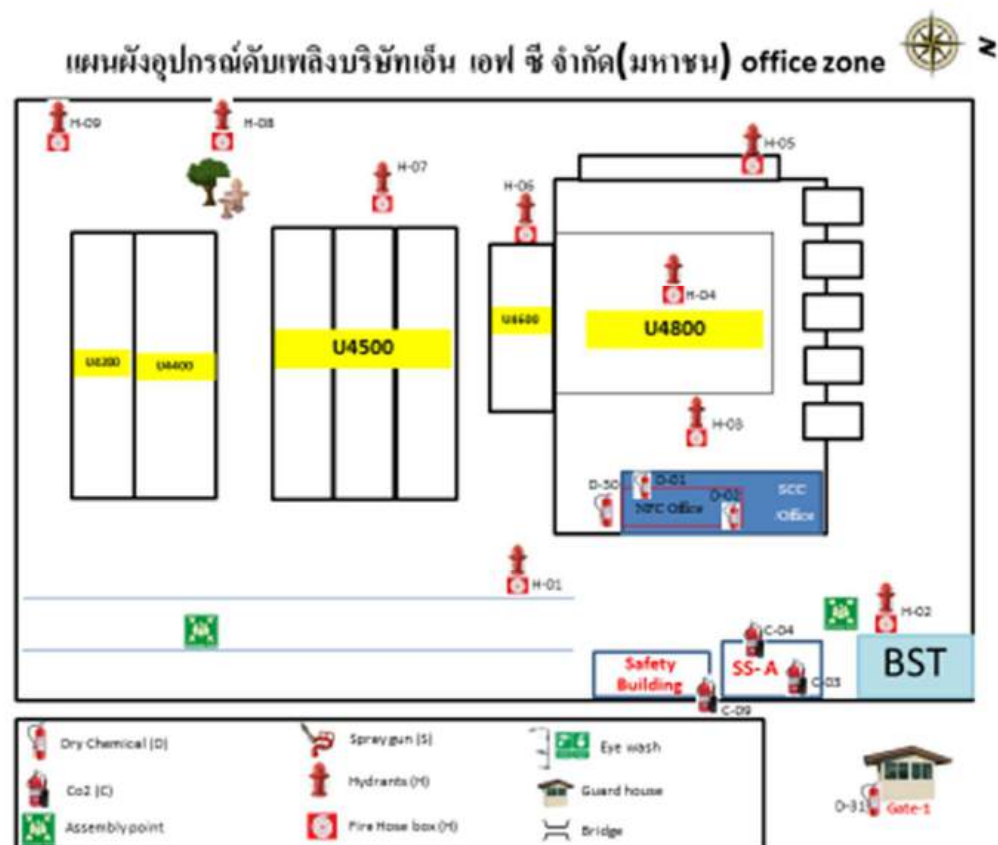 แผนผังอุปกรณ์ดับเพลิงบริษัทเอ็น เอฟ ซี จำกัด(มหาชน) office zone
N
H-09
H-08
H-07
H-06
H-05
H-04
U4200
U4400
U4500
U4600
U4800
H-03
D-30
D-01
D-02
NFC Office
SCC
Office
H-01
H-02
C-04
C-03
C-09
Safety
Building
SS-A
BST
Dry Chemical (D)
Spray gun (S)
Eye wash
Co2 (C)
Hydrants (H)
Guard house
Assembly point
Fire Hose box (H)
Bridge
D-31
Gate-1